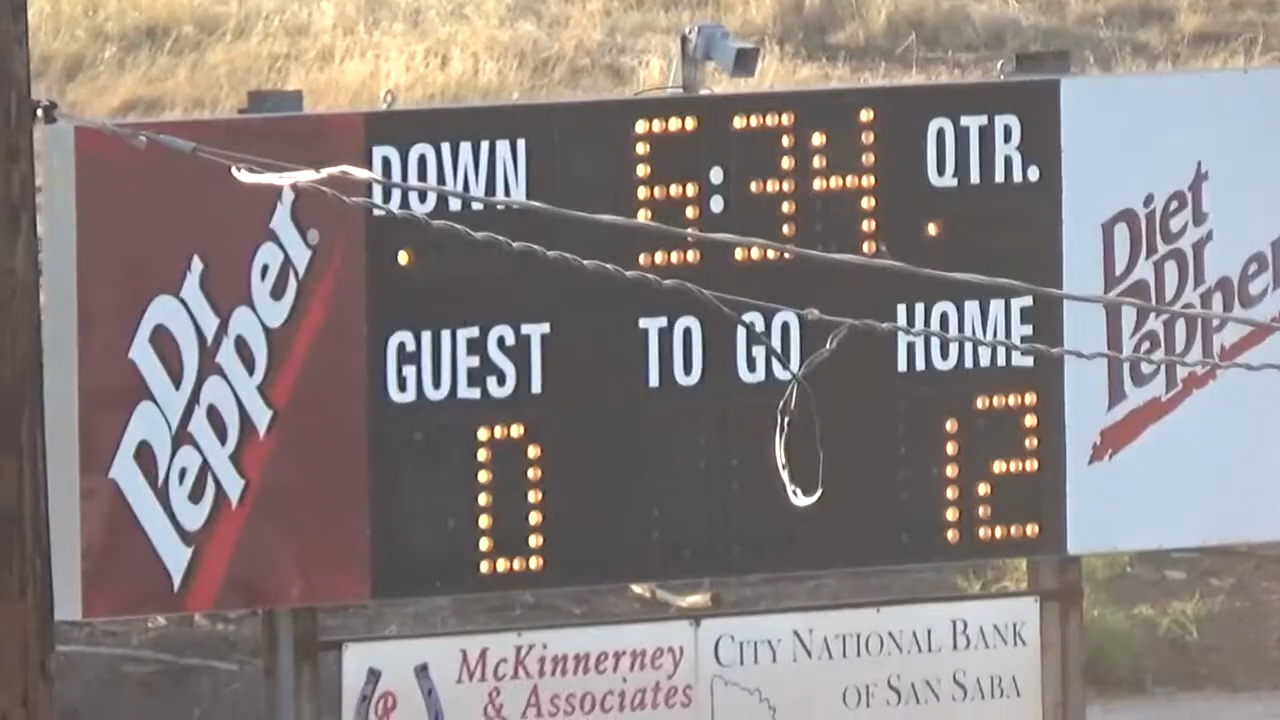 DOWN 6:34 QTR.
GUEST TO GO HOME
0 12
Dr
Pepper.
Diet
Dr
Pepper
McKinnerney
& Associates
City National Bank
of San Saba
R